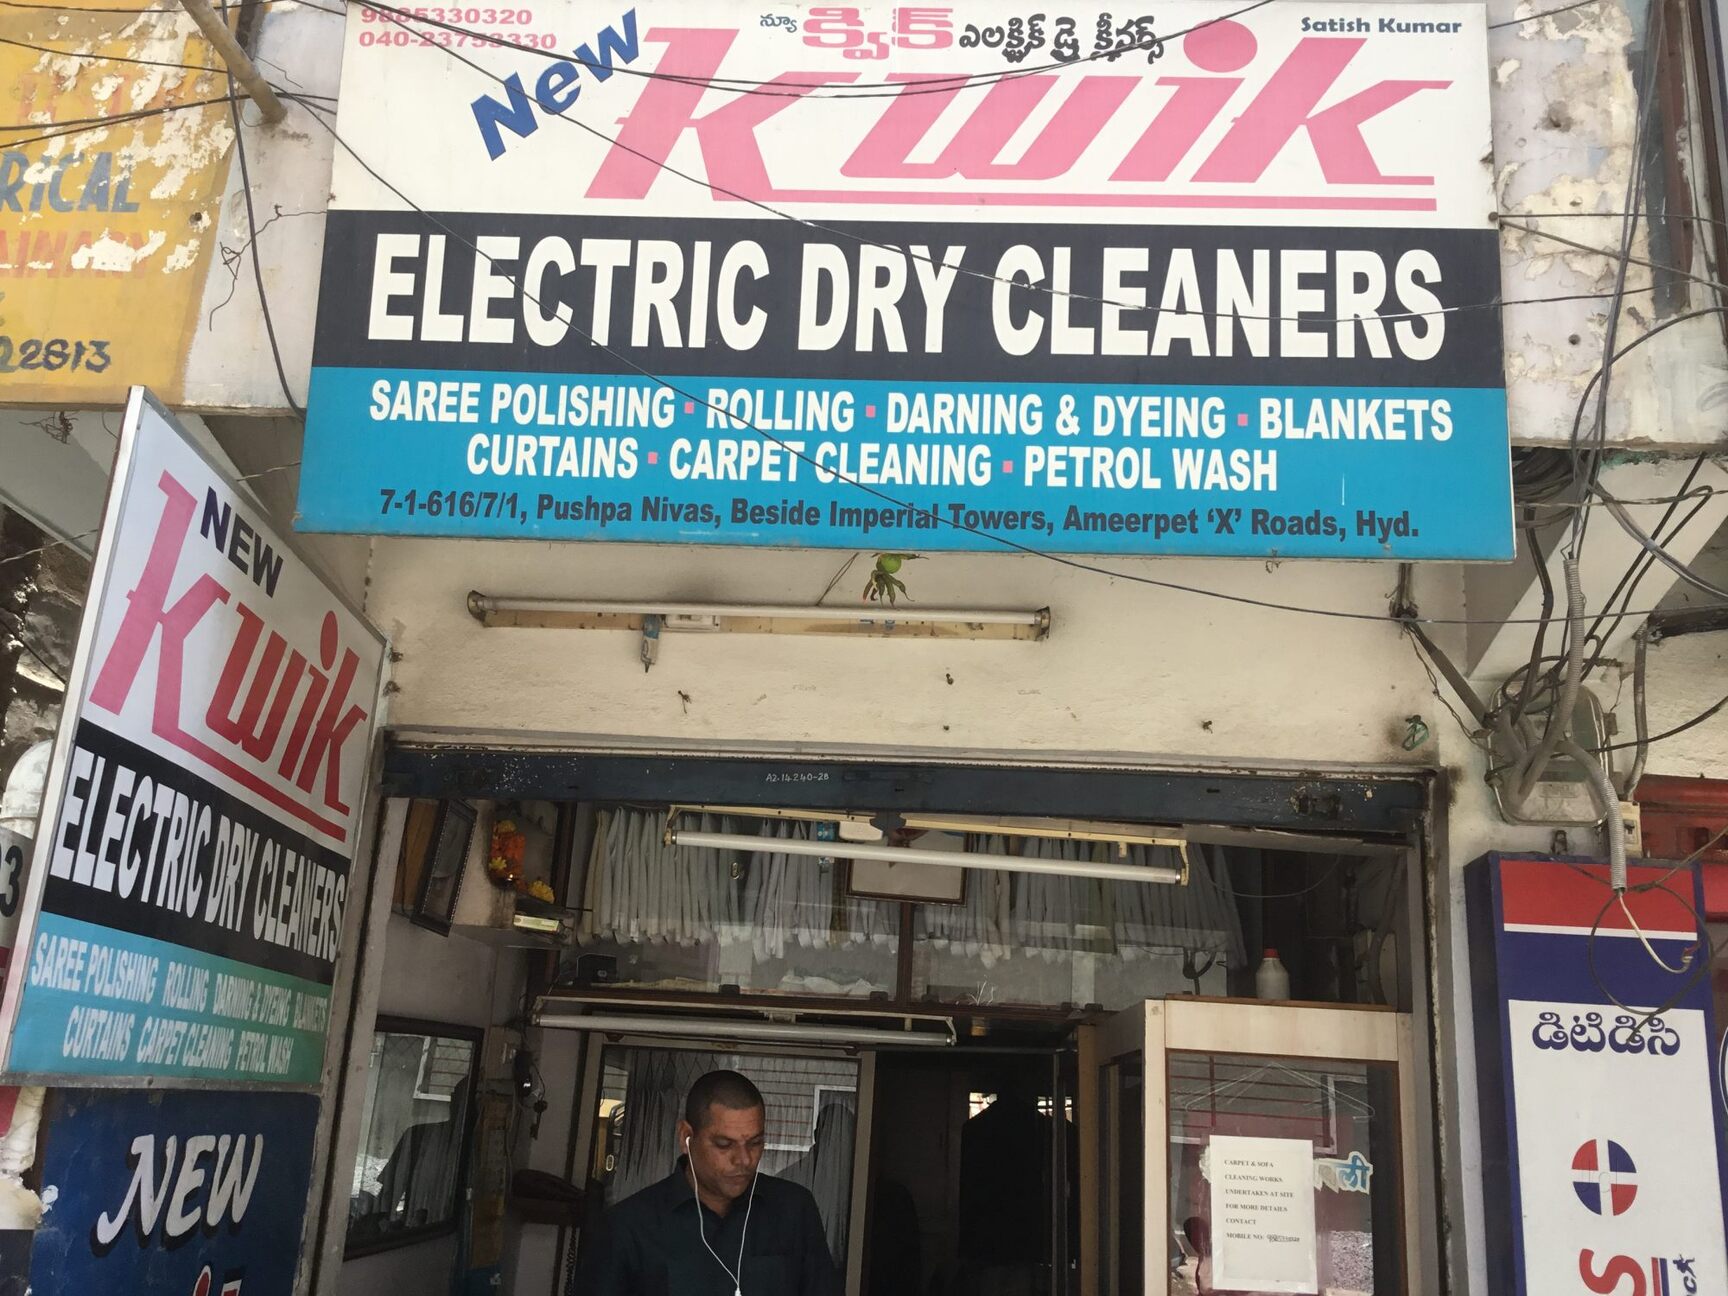 9885330320
040-23753330
New
న్యూ క్విక్ ఎలక్ట్రిక్ డ్రై క్లీనర్స్
Satish Kumar
Kwik
ELECTRIC DRY CLEANERS
SAREE POLISHING ▪ ROLLING ▪ DARNING & DYEING ▪ BLANKETS
CURTAINS ▪ CARPET CLEANING ▪ PETROL WASH
7-1-616/7/1, Pushpa Nivas, Beside Imperial Towers, Ameerpet ‘X’ Roads, Hyd.
RICAL
2613
NEW
Kwik
ELECTRIC DRY CLEANERS
SAREE POLISHING ROLLING DARNING & DYEING BLANKETS
CURTAINS CARPET CLEANING PETROL WASH
NEW
A2-14240-28
CARPET & SOFA
CLEANING WORKS
UNDERTAKEN AT SITE
FOR MORE DETAILS
CONTACT
MOBILE NO:
డిటిడిసి